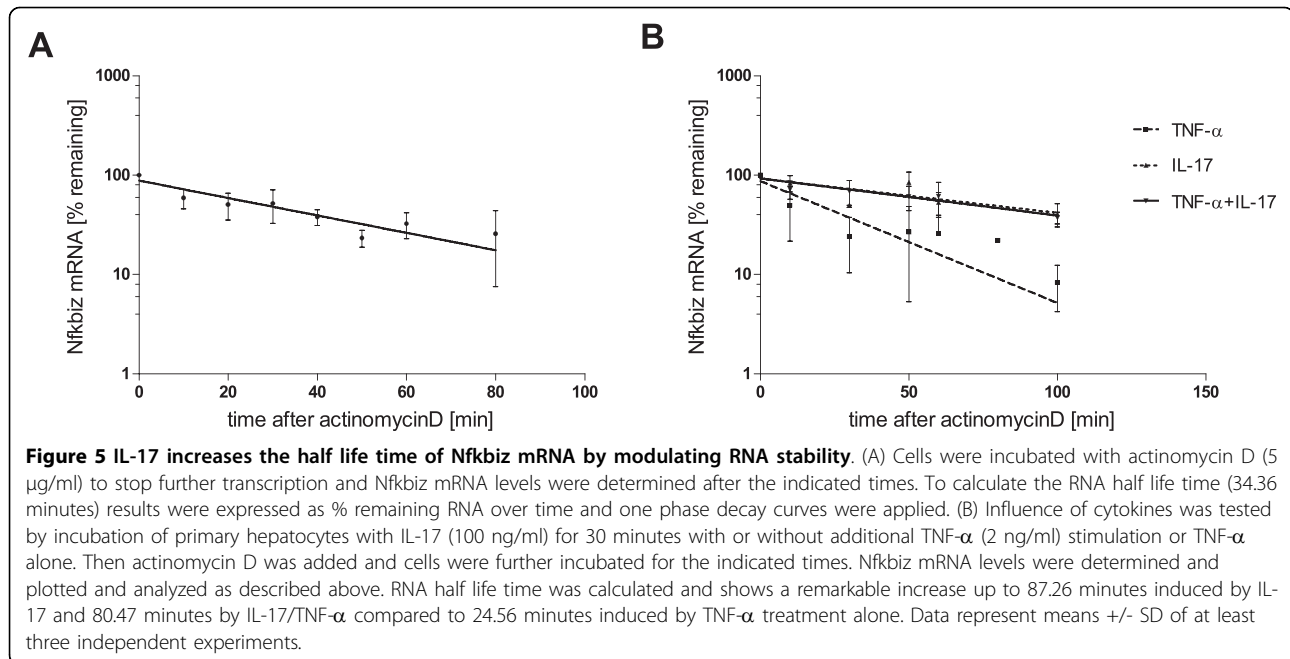 A
1000
100
10
1
Nfkbiz mRNA [% remaining]
0 20 40 60 80 100
time after actinomycinD [min]
B
1000
100
10
1
Nfkbiz mRNA [% remaining]
0 50 100 150
time after actinomycinD [min]
TNF-α
IL-17
TNF-α+IL-17
Figure 5 IL-17 increases the half life time of Nfkbiz mRNA by modulating RNA stability. (A) Cells were incubated with actinomycin D (5
μg/ml) to stop further transcription and Nfkbiz mRNA levels were determined after the indicated times. To calculate the RNA half life time (34.36
minutes) results were expressed as % remaining RNA over time and one phase decay curves were applied. (B) Influence of cytokines was tested
by incubation of primary hepatocytes with IL-17 (100 ng/ml) for 30 minutes with or without additional TNF-α (2 ng/ml) stimulation or TNF-α
alone. Then actinomycin D was added and cells were further incubated for the indicated times. Nfkbiz mRNA levels were determined and
plotted and analyzed as described above. RNA half life time was calculated and shows a remarkable increase up to 87.26 minutes induced by IL-
17 and 80.47 minutes by IL-17/TNF-α compared to 24.56 minutes induced by TNF-α treatment alone. Data represent means +/- SD of at least
three independent experiments.